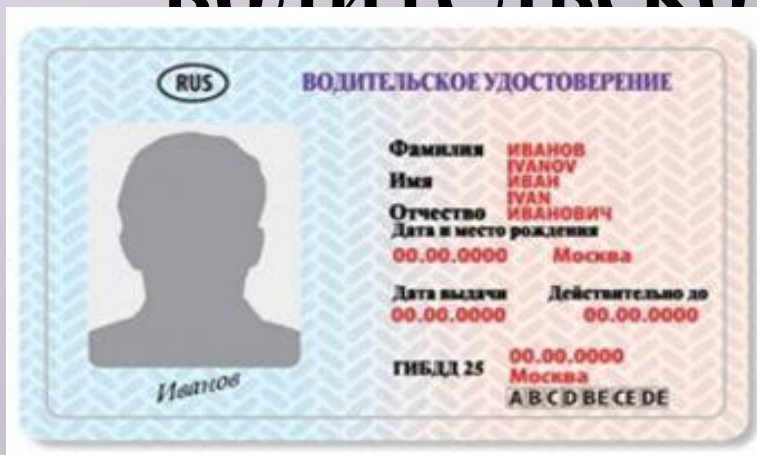 RUS
ВОДИТЕЛЬСКОЕ УДОСТОВЕРЕНИЕ
Фамилия ИВАНОВ
IVANOV
Имя ИВАН
IVAN
Отчество ИВАНОВИЧ
Дата и место рождения
00.00.0000 Москва
Дата выдачи Действительно до
00.00.0000 00.00.0000
ГИБДД 25 00.00.0000
Москва
A B C D BE CE DE
Иванов